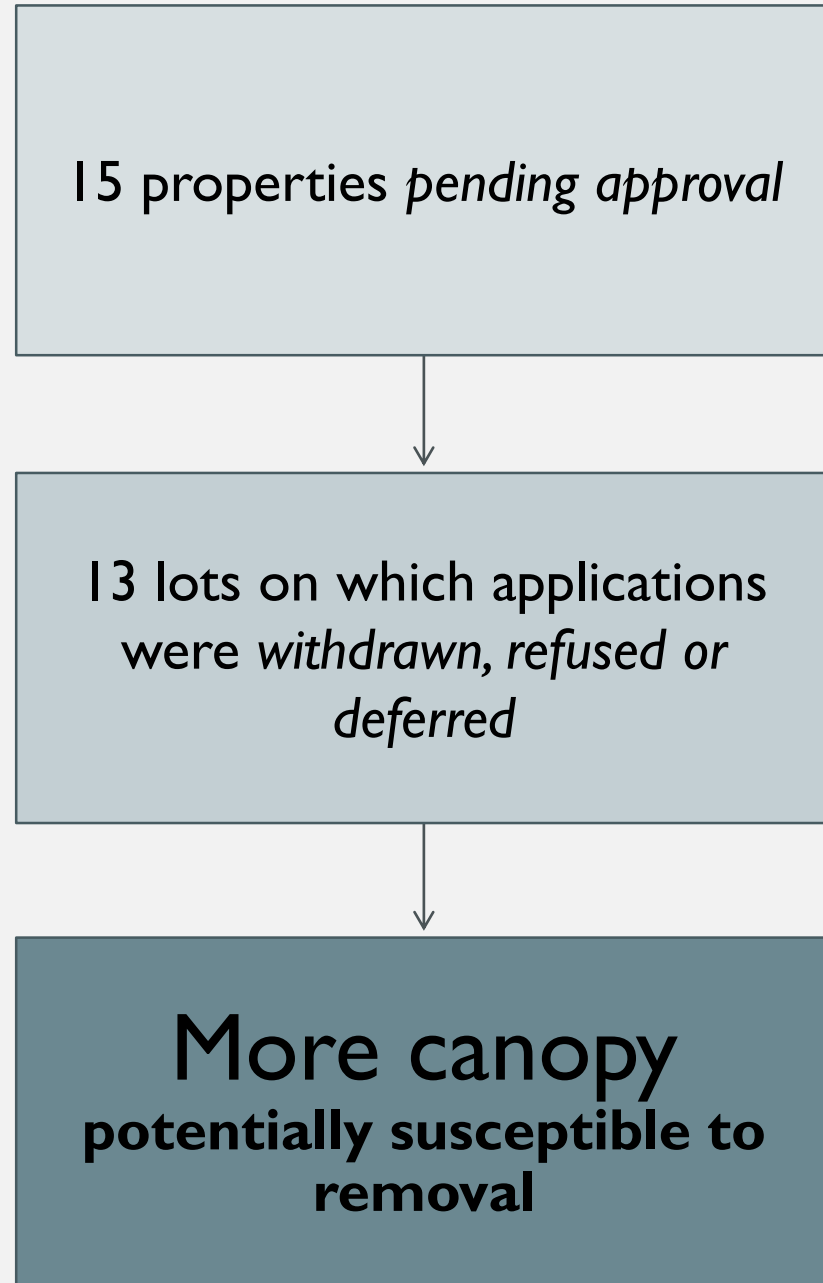 15 properties pending approval
13 lots on which applications
were withdrawn, refused or
deferred
More canopy
potentially susceptible to
removal